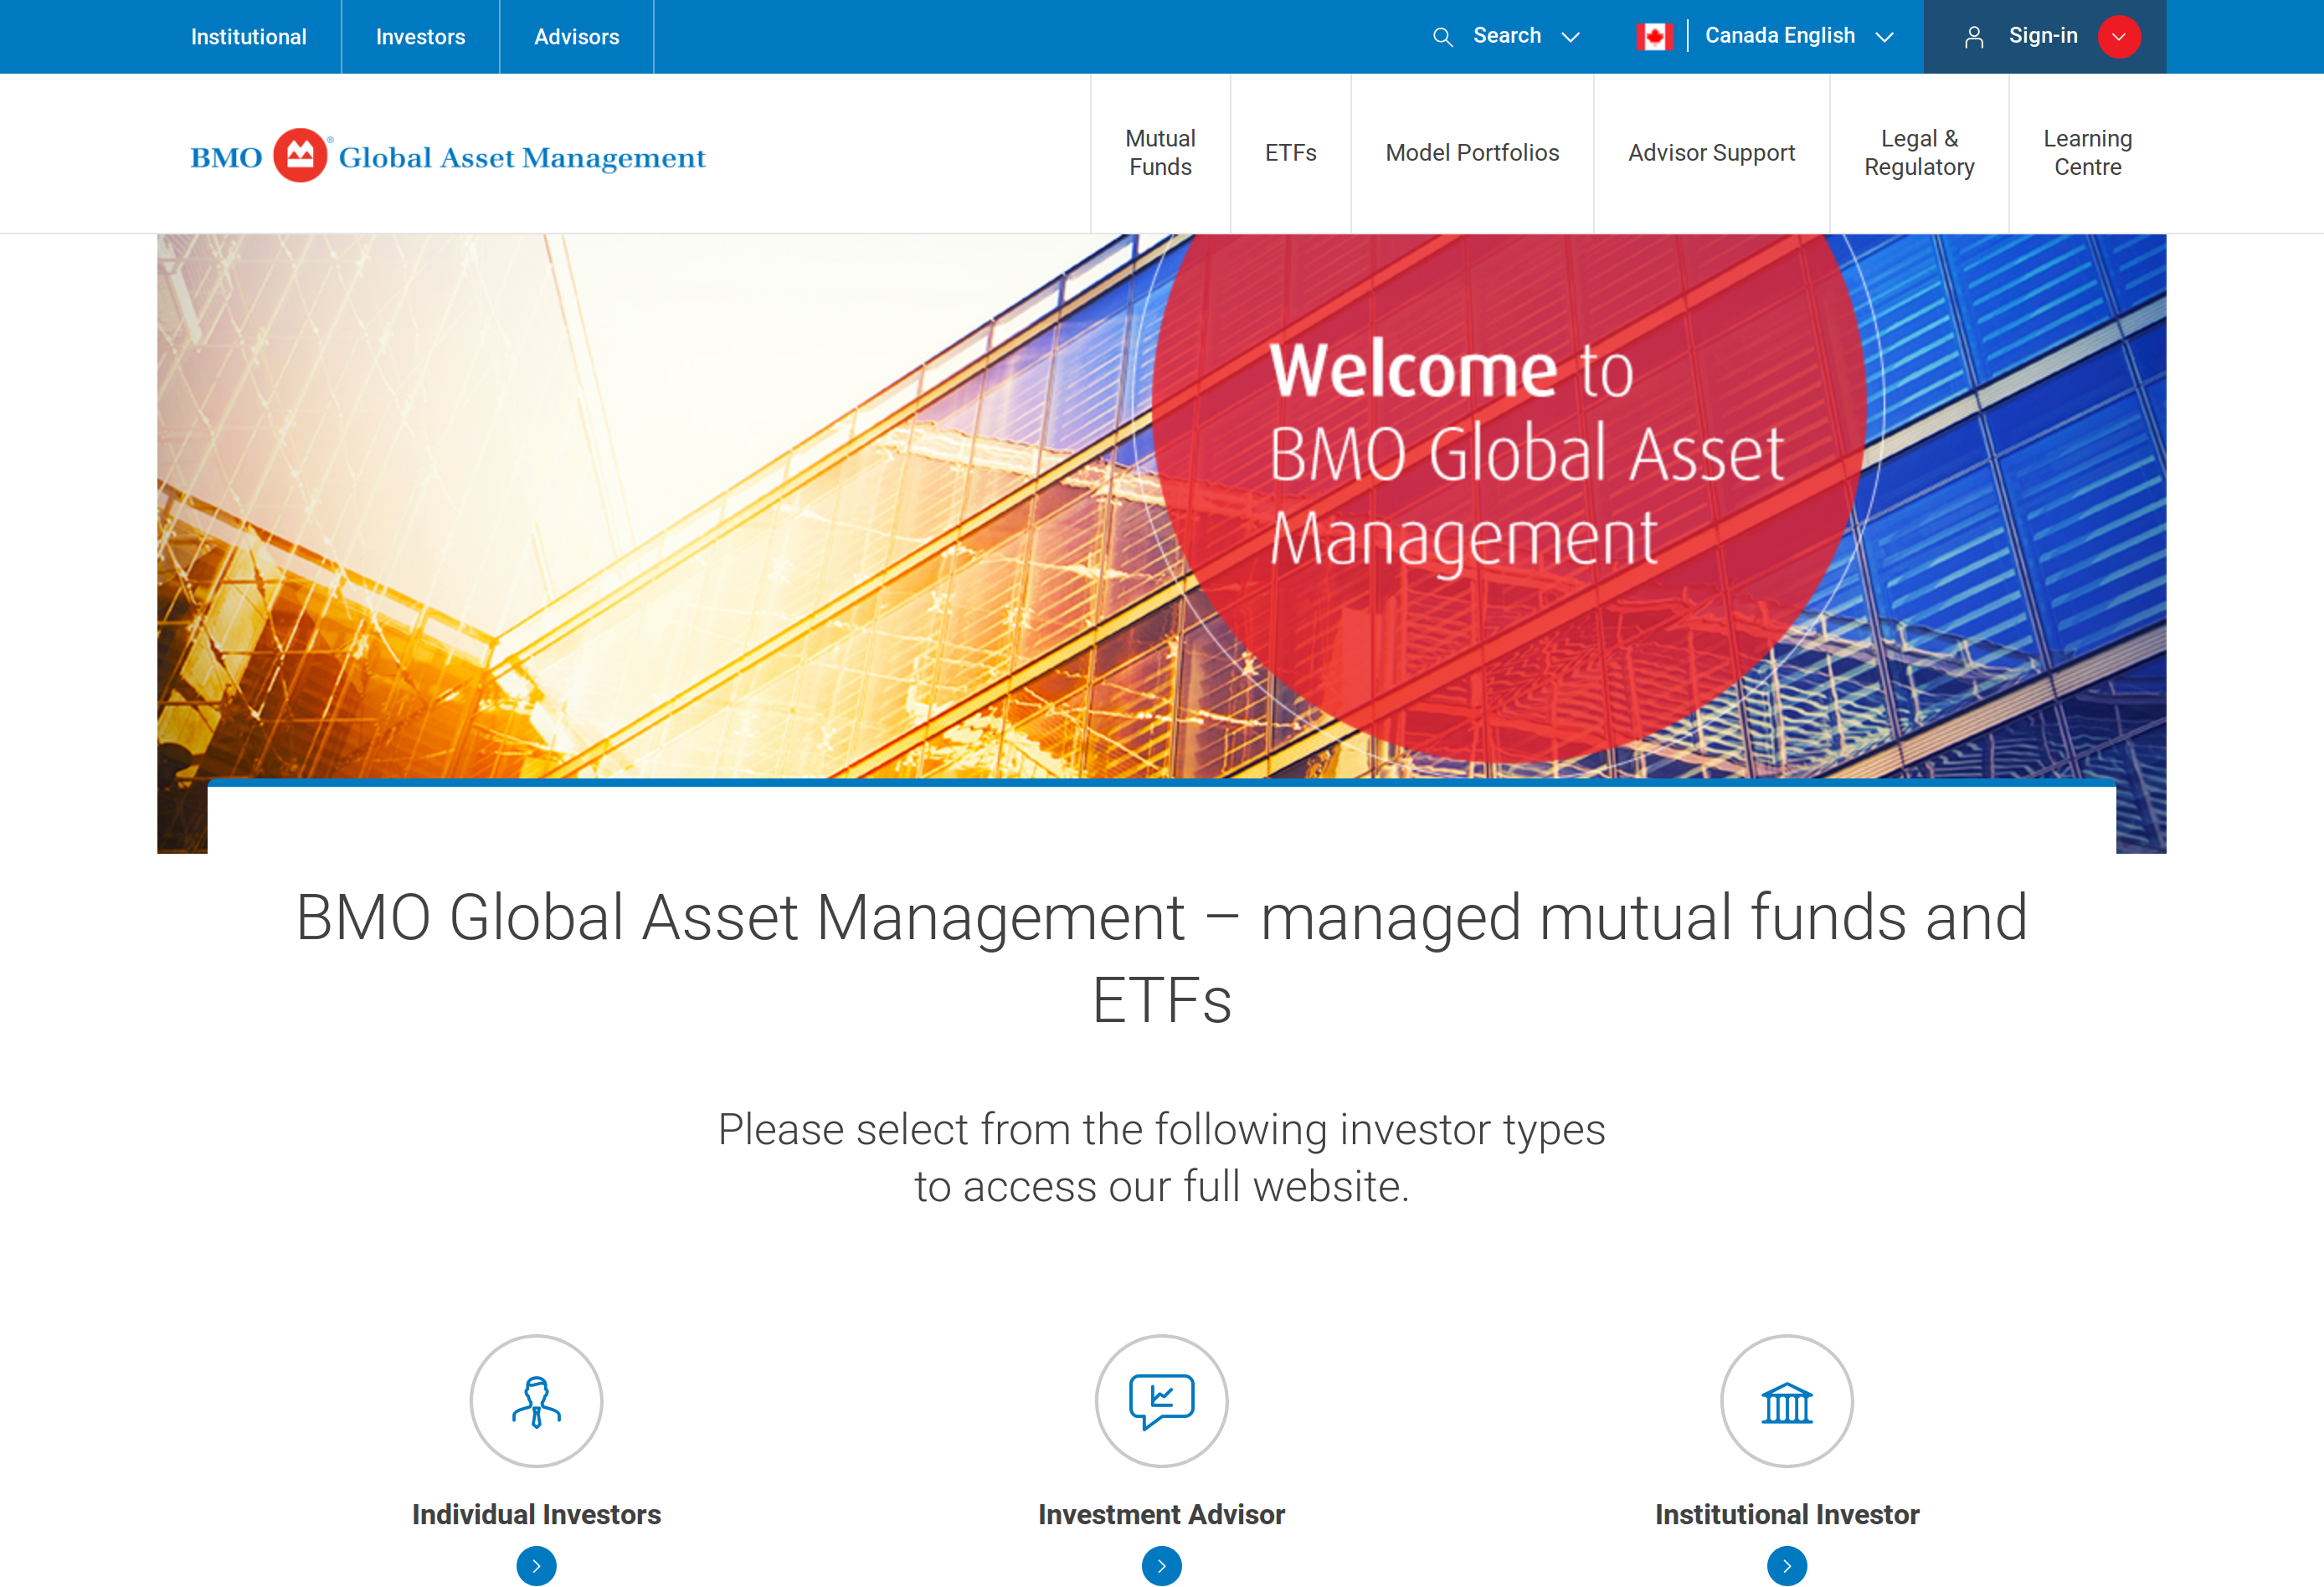 Institutional
Investors
Advisors
Search
Canada English
Sign-in
BMO ® Global Asset Management
Mutual
Funds
ETFs
Model Portfolios
Advisor Support
Legal &
Regulatory
Learning
Centre
Welcome to
BMO Global Asset
Management
BMO Global Asset Management – managed mutual funds and
ETFs
Please select from the following investor types
to access our full website.
Individual Investors
Investment Advisor
Institutional Investor